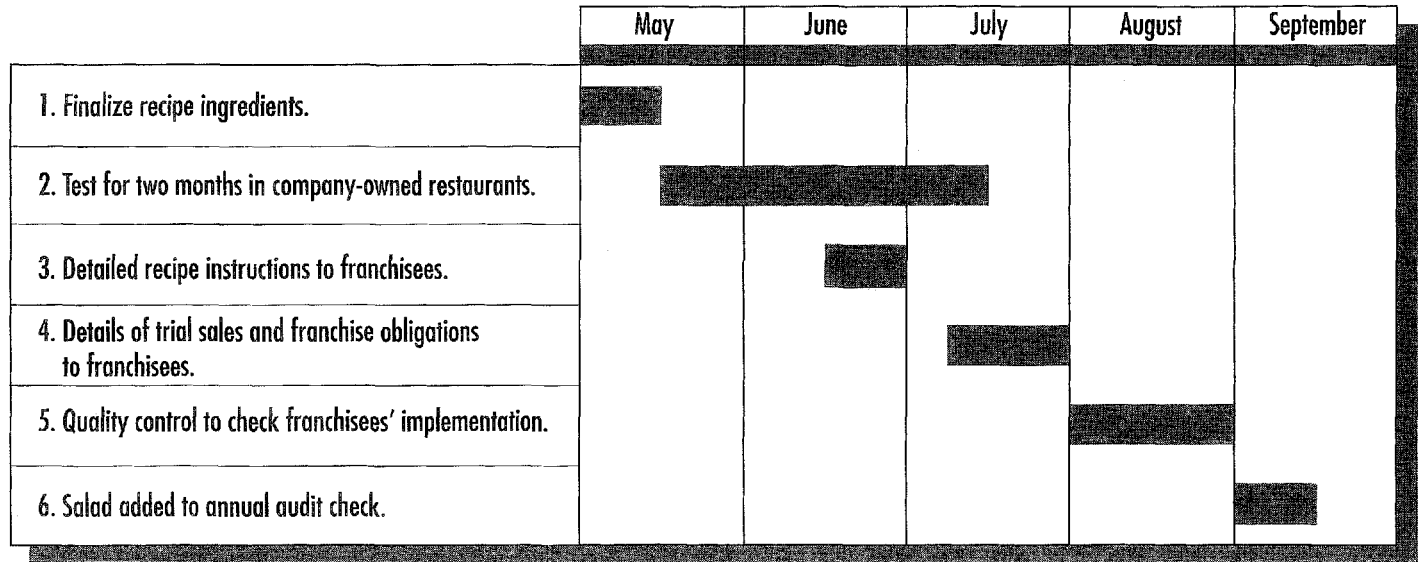 May June July August September
1. Finalize recipe ingredients.
2. Test for two months in company-owned restaurants.
3. Detailed recipe instructions to franchisees.
4. Details of trial sales and franchise obligations
to franchisees.
5. Quality control to check franchisees' implementation.
6. Salad added to annual audit check.